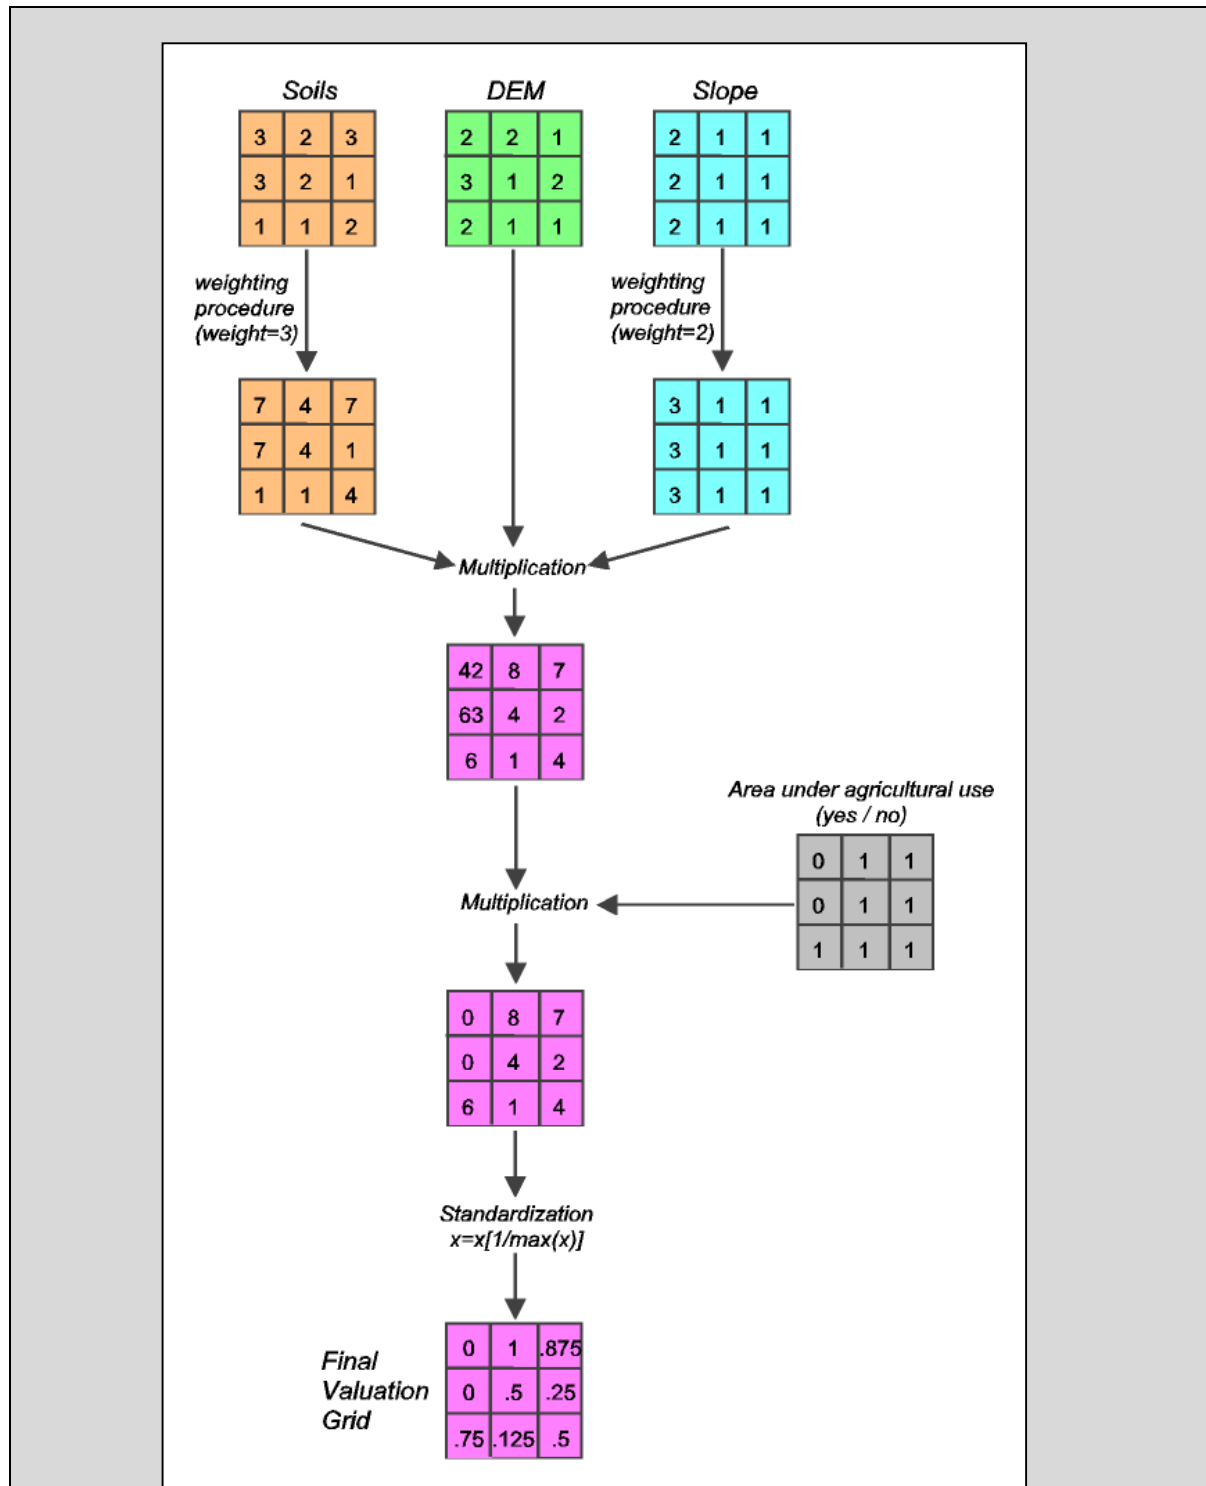 Soils DEM Slope
3 2 3 2 2 1 2 1 1
3 2 1 3 1 2 2 1 1
1 1 2 2 1 1 2 1 1
weighting
procedure
(weight=3)
weighting
procedure
(weight=2)
7 4 7 3 1 1
7 4 1 3 1 1
1 1 4 3 1 1
Multiplication
42 8 7
63 4 2
6 1 4
Area under agricultural use
(yes / no)
0 1 1
0 1 1
1 1 1
Multiplication
0 8 7
0 4 2
6 1 4
Standardization
x=x[1/max(x)]
Final
Valuation
Grid
0 1 .875
0 .5 .25
.75 .125 .5